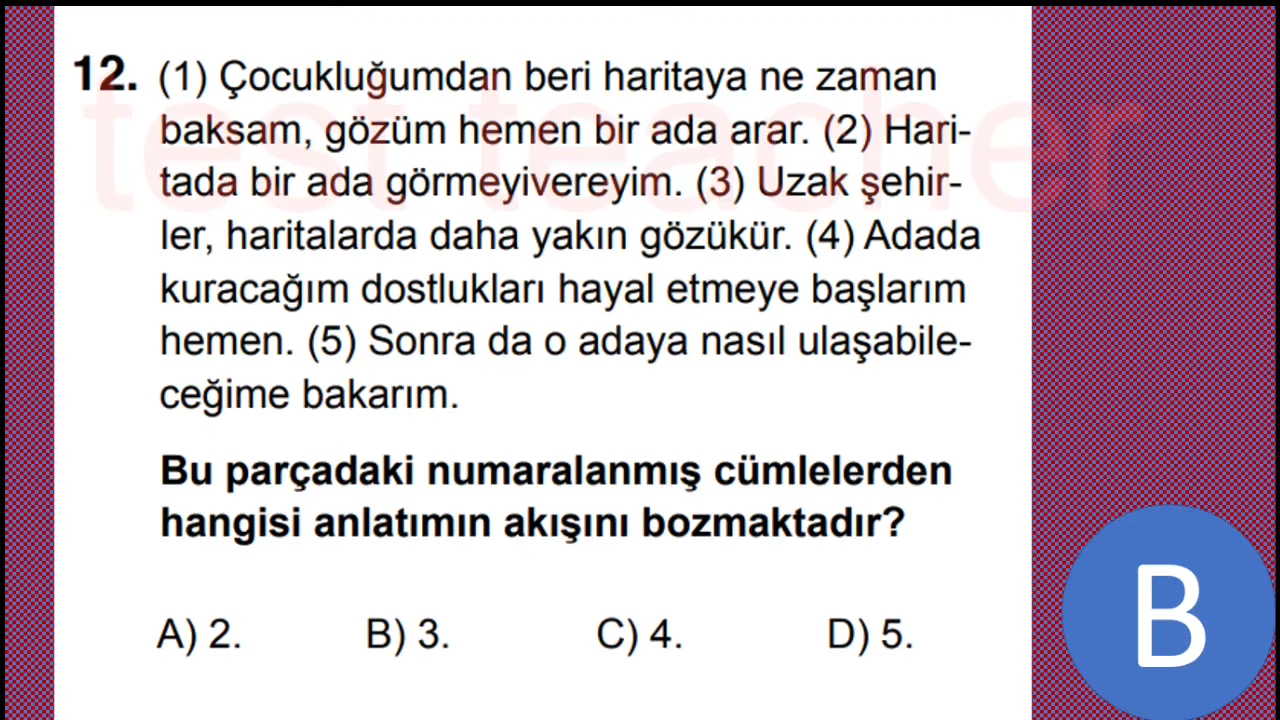 12. (1) Çocukluğumdan beri haritaya ne zaman
baksam, gözüm hemen bir ada arar. (2) Hari-
tada bir ada görmeyivereyim. (3) Uzak şehir-
ler, haritalarda daha yakın gözükür. (4) Adada
kuracağım dostlukları hayal etmeye başlarım
hemen. (5) Sonra da o adaya nasıl ulaşabile-
ceğime bakarım.
test teacher
Bu parçadaki numaralanmış cümlelerden
hangisi anlatımın akışını bozmaktadır?
A) 2. B) 3. C) 4. D) 5.
B